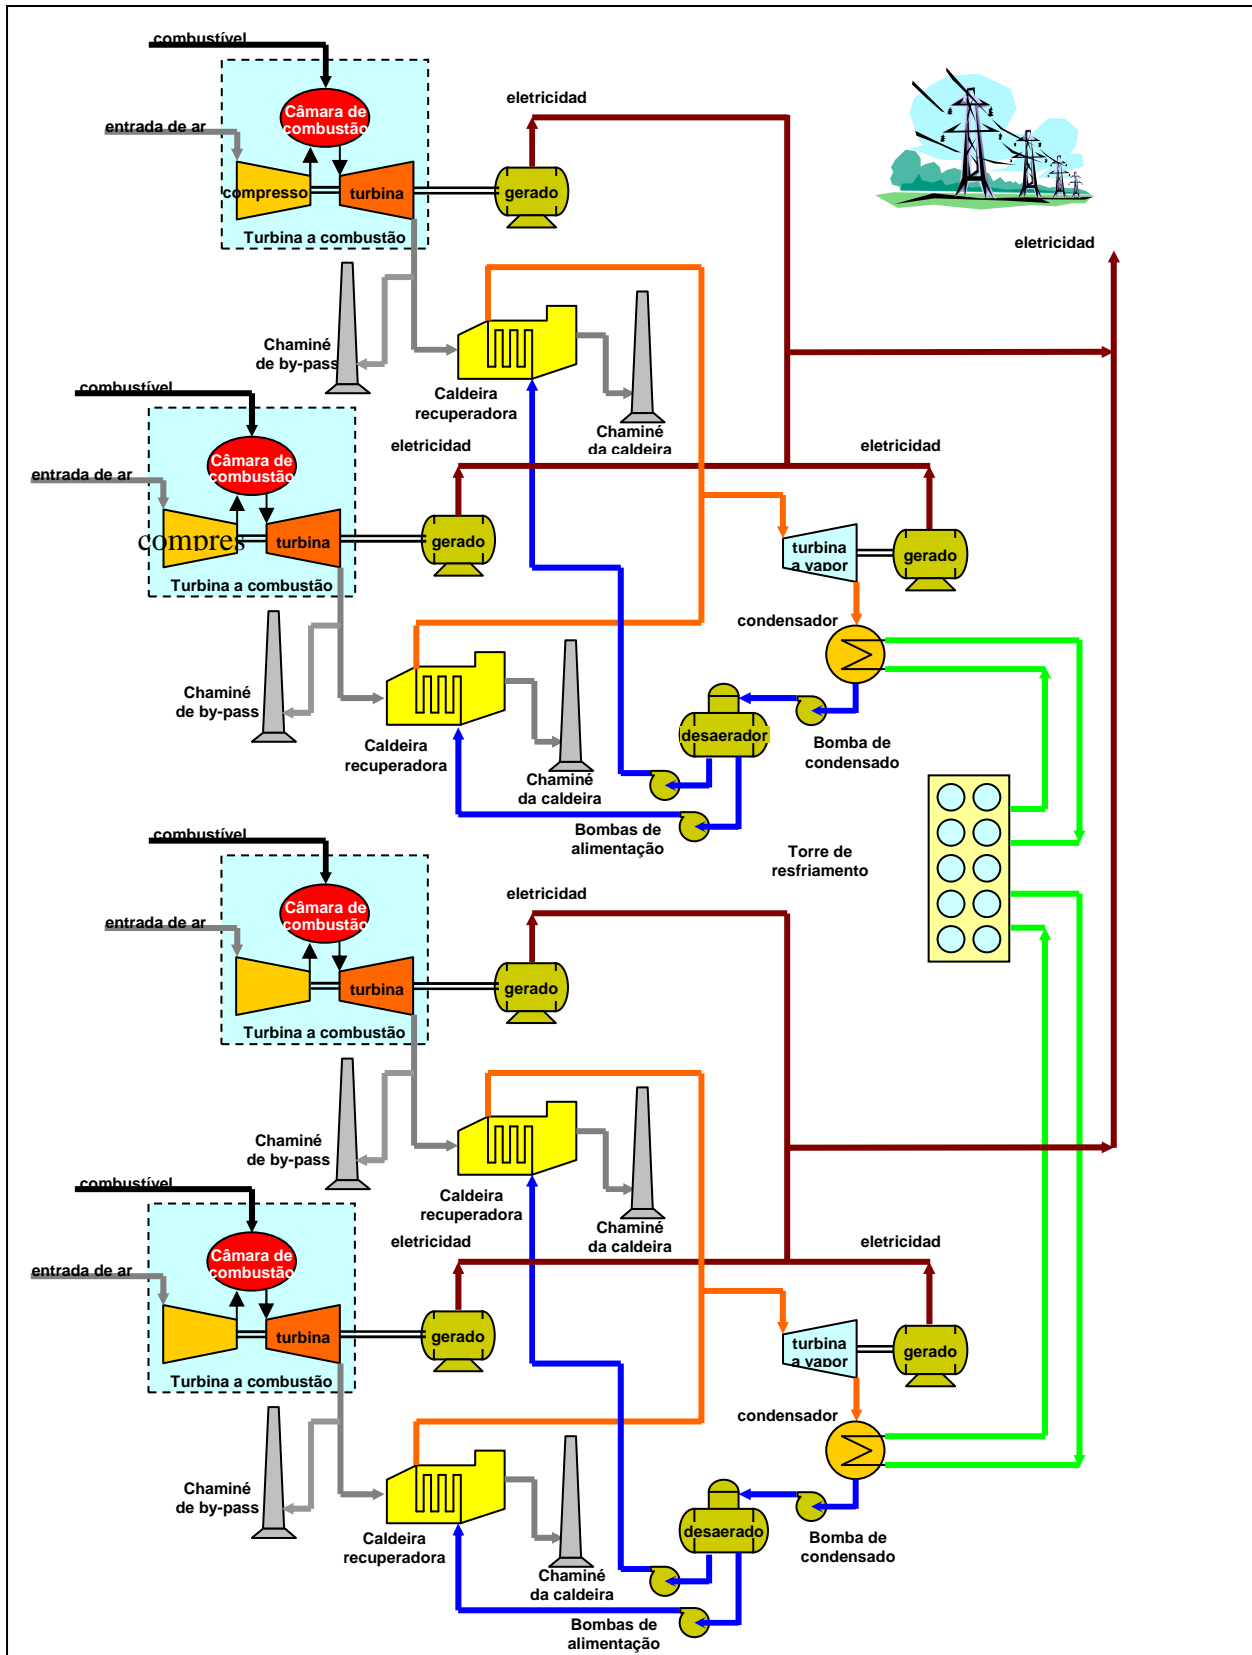 combustível
Câmara de
combustão
entrada de ar
compresso
turbina
Turbina a combustão
eletricidad
gerado
eletricidad
Chaminé
de by-pass
Caldeira
recuperadora
Chaminé
da caldeira
combustível
Câmara de
combustão
entrada de ar
compres
turbina
Turbina a combustão
eletricidad
gerado
eletricidad
turbina
a vapor
gerado
condensador
Chaminé
de by-pass
Caldeira
recuperadora
Chaminé
da caldeira
desaerador
Bomba de
condensado
Bombas de
alimentação
Torre de
resfriamento
combustível
Câmara de
combustão
entrada de ar
turbina
Turbina a combustão
eletricidad
gerado
Chaminé
de by-pass
Caldeira
recuperadora
Chaminé
da caldeira
combustível
Câmara de
combustão
entrada de ar
turbina
Turbina a combustão
eletricidad
gerado
eletricidad
turbina
a vapor
gerado
condensador
Chaminé
de by-pass
Caldeira
recuperadora
Chaminé
da caldeira
desaerado
Bomba de
condensado
Bombas de
alimentação